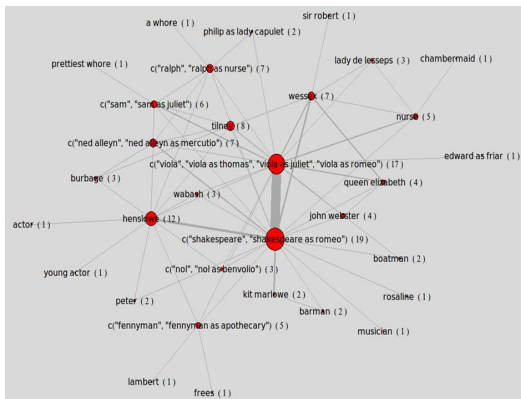 sir robert ( 1 )
a whore ( 1 )
philip as lady capulet ( 2 )
lady de lesseps ( 3 )
chambermaid ( 1 )
prettiest whore ( 1 )
c("ralph", "ralph as nurse") ( 7 )
wessex ( 7 )
c("sam", "sam as juliet") ( 6 )
nurse ( 5 )
tilney ( 8 )
c("ned alleyn", "ned alleyn as mercutio") ( 7 )
edward as friar ( 1 )
c("viola", "viola as thomas", "viola as juliet", "viola as romeo") ( 17 )
burbage ( 3 )
queen elizabeth ( 4 )
wabash ( 3 )
john webster ( 4 )
henslowe ( 12 )
actor ( 1 )
c("shakespeare", "shakespeare as romeo") ( 19 )
boatman ( 2 )
young actor ( 1 )
c("nol", "nol as benvolio") ( 3 )
kit marlowe ( 2 )
rosaline ( 1 )
peter ( 2 )
barman ( 2 )
c("fennyman", "fennyman as apothecary") ( 5 )
musician ( 1 )
lambert ( 1 )
frees ( 1 )